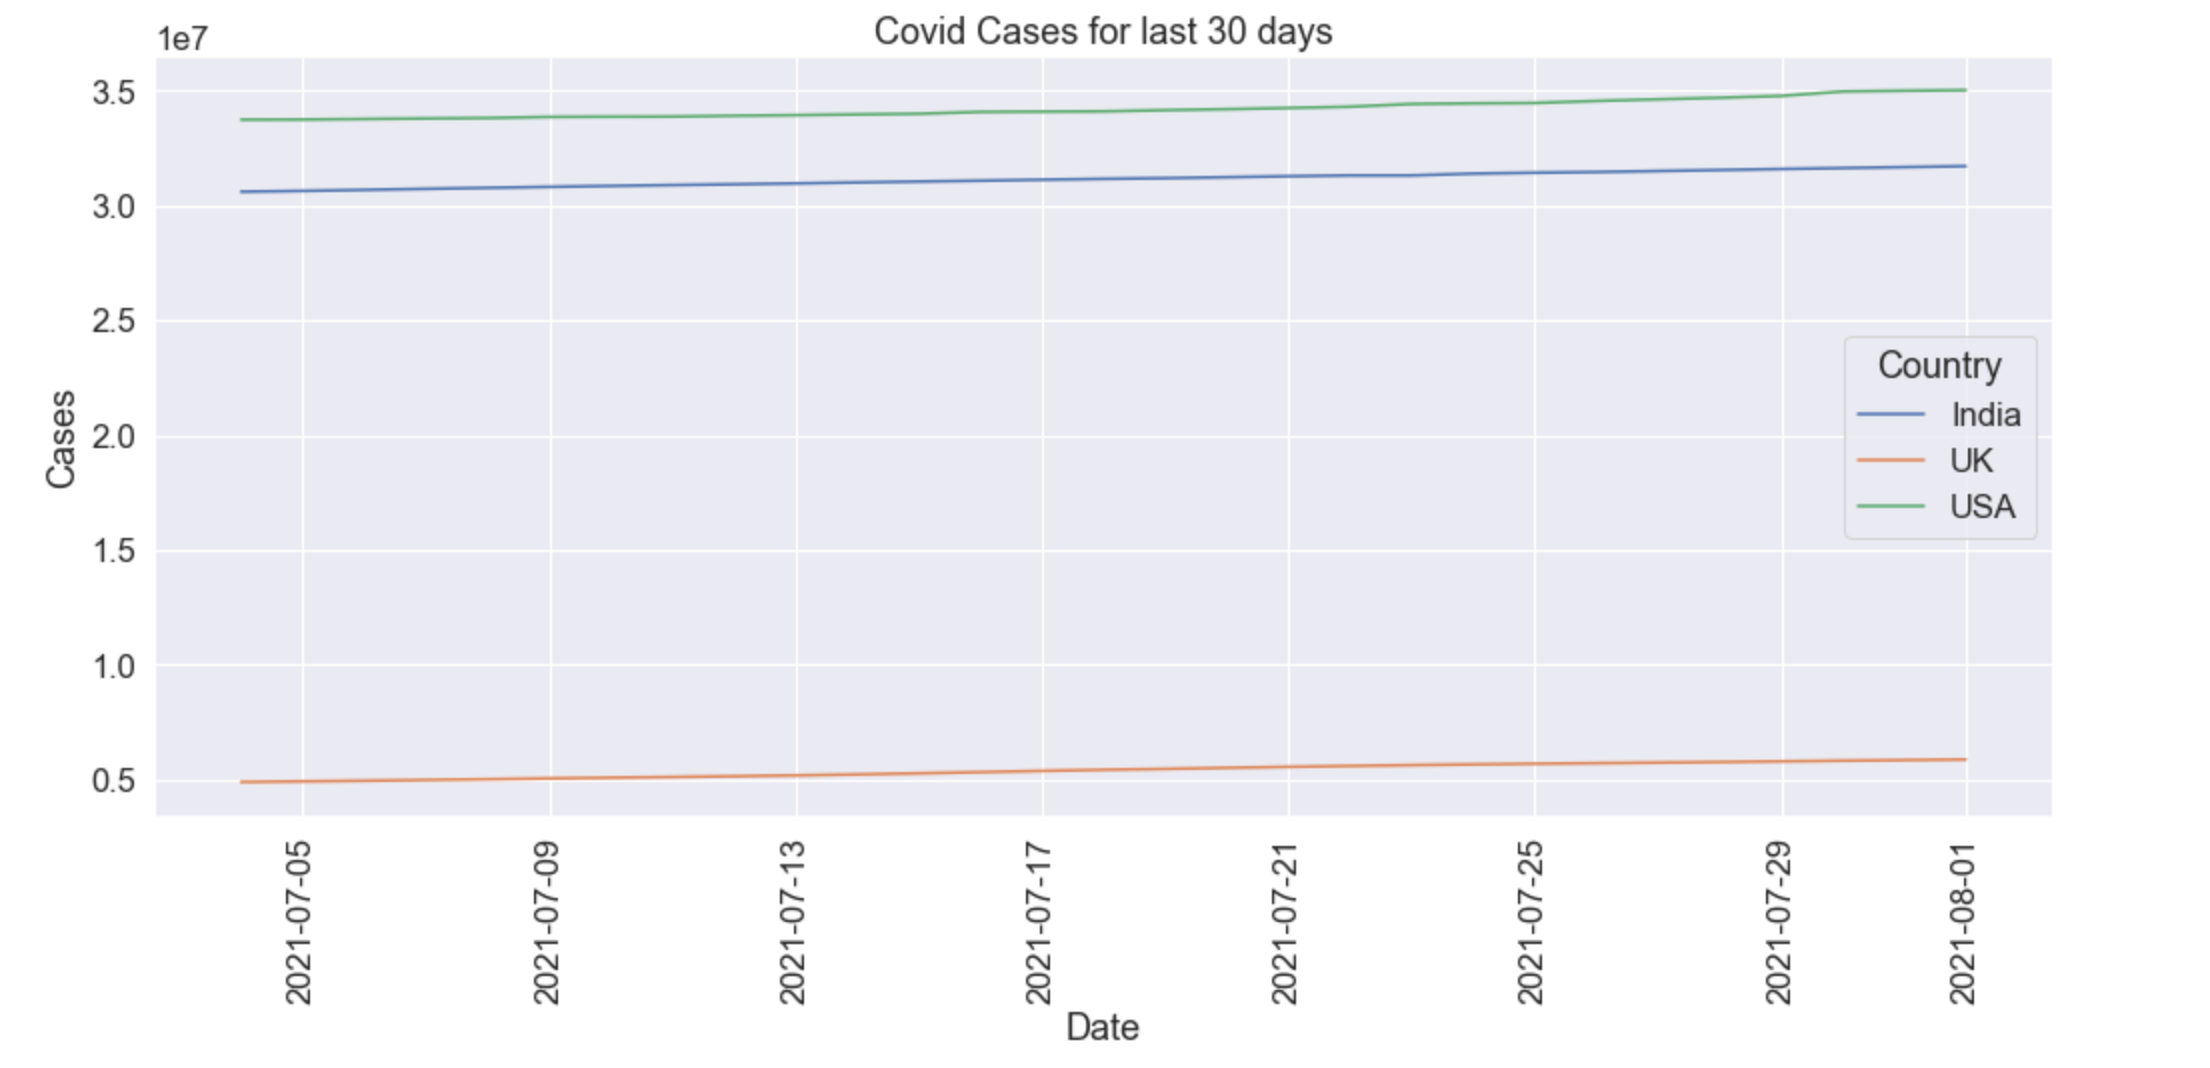 Covid Cases for last 30 days
1e7
3.5
3.0
2.5
2.0
1.5
1.0
0.5
Cases
Country
India
UK
USA
2021-07-05
2021-07-09
2021-07-13
2021-07-17
2021-07-21
2021-07-25
2021-07-29
2021-08-01
Date